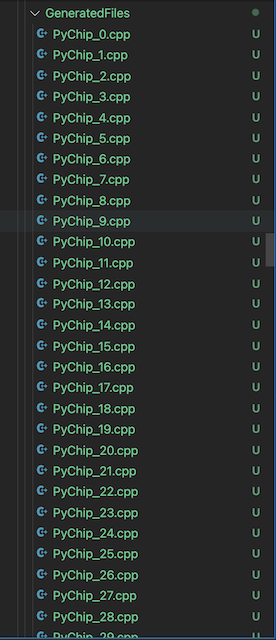 GeneratedFiles
PyChip_0.cpp U
PyChip_1.cpp U
PyChip_2.cpp U
PyChip_3.cpp U
PyChip_4.cpp U
PyChip_5.cpp U
PyChip_6.cpp U
PyChip_7.cpp U
PyChip_8.cpp U
PyChip_9.cpp U
PyChip_10.cpp U
PyChip_11.cpp U
PyChip_12.cpp U
PyChip_13.cpp U
PyChip_14.cpp U
PyChip_15.cpp U
PyChip_16.cpp U
PyChip_17.cpp U
PyChip_18.cpp U
PyChip_19.cpp U
PyChip_20.cpp U
PyChip_21.cpp U
PyChip_22.cpp U
PyChip_23.cpp U
PyChip_24.cpp U
PyChip_25.cpp U
PyChip_26.cpp U
PyChip_27.cpp U
PyChip_28.cpp U
PyChip_29.cpp U